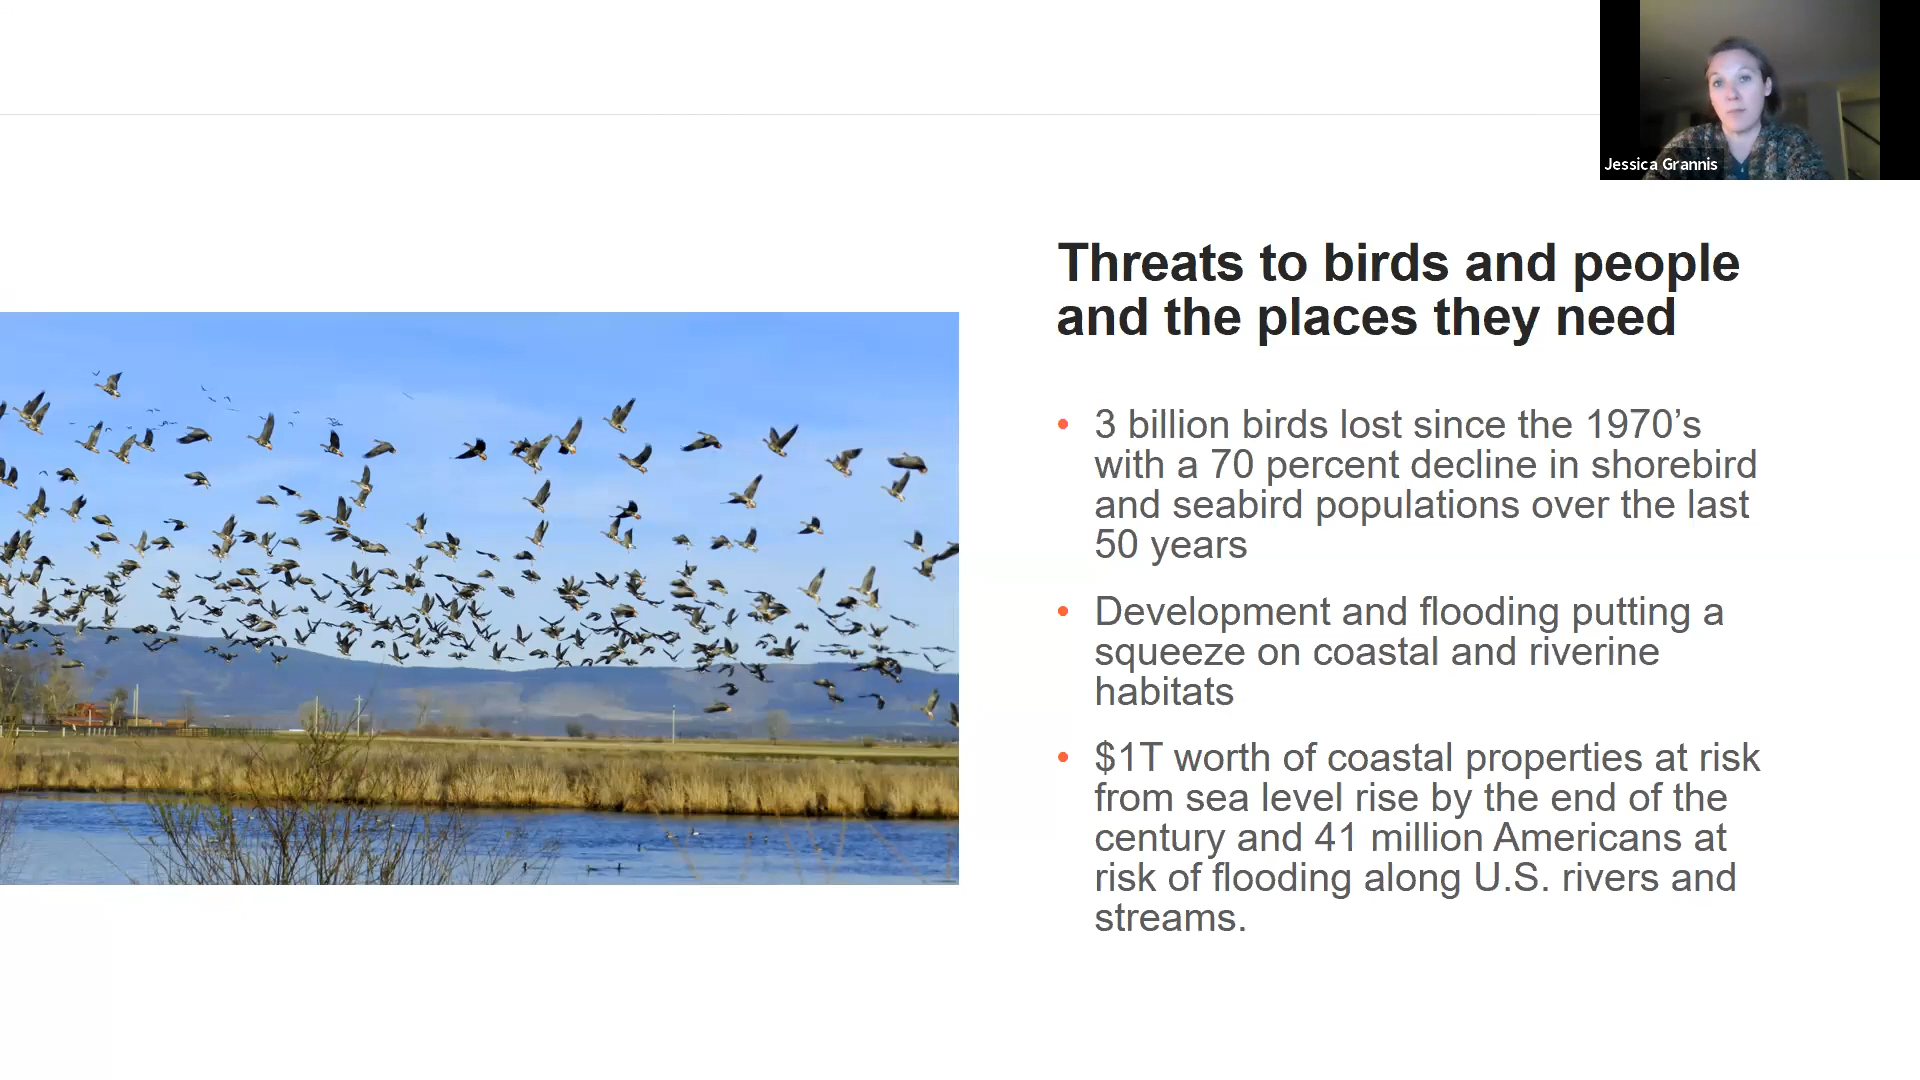 Jessica Grannis
Threats to birds and people
and the places they need
• 3 billion birds lost since the 1970’s
with a 70 percent decline in shorebird
and seabird populations over the last
50 years
• Development and flooding putting a
squeeze on coastal and riverine
habitats
• $1T worth of coastal properties at risk
from sea level rise by the end of the
century and 41 million Americans at
risk of flooding along U.S. rivers and
streams.